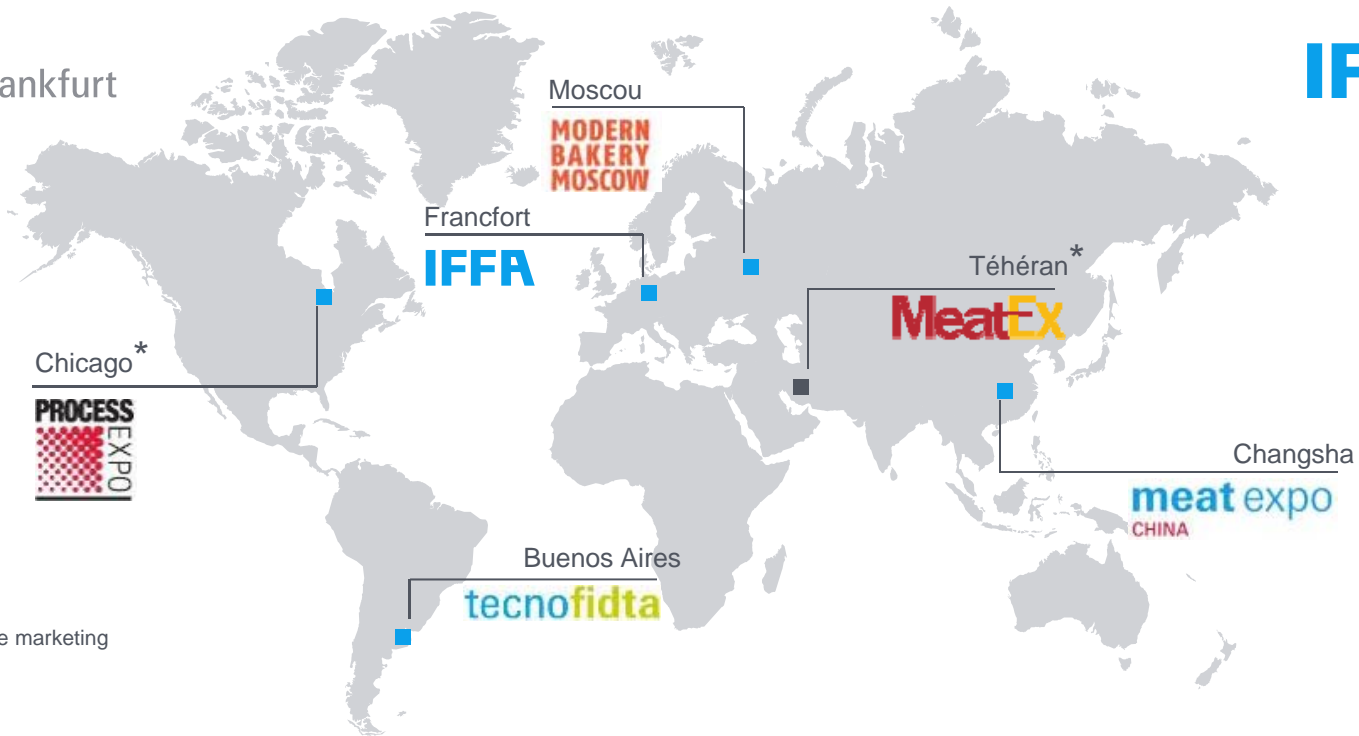 ankfurt
IF
Moscou
MODERN
BAKERY
MOSCOW
Francfort
IFFA
Téhéran*
MeatEx
Chicago*
PROCESS
EXPO
Changsha
meat expo
CHINA
Buenos Aires
tecnofidta
e marketing